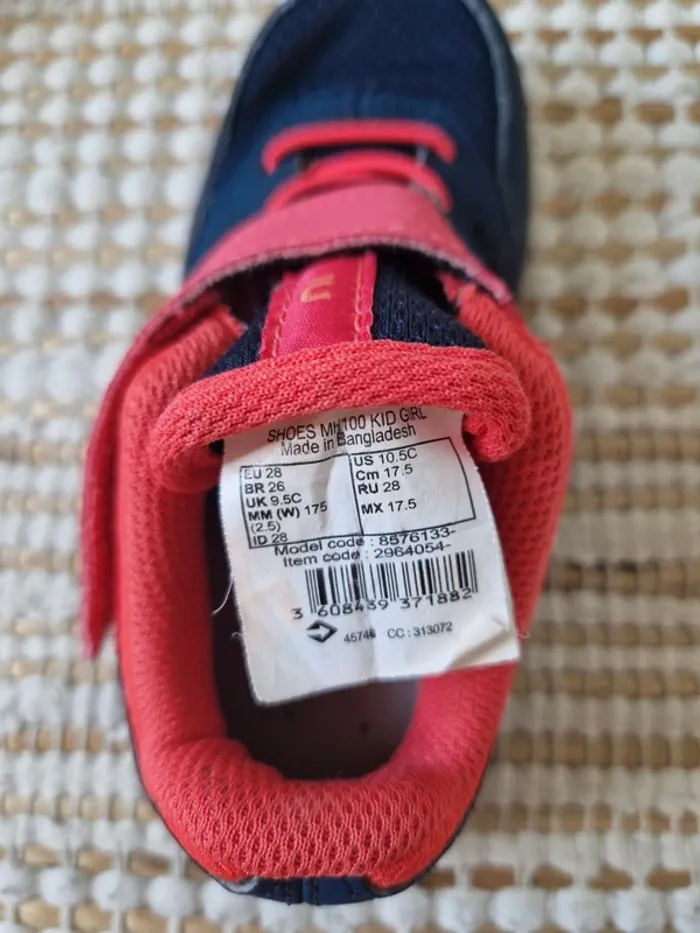 SHOES MH100 KID GIRL
Made in Bangladesh
EU 28
BR 26
UK 9.5C
MM (W) 175
(2.5)
ID 28
US 10.5C
Cm 17.5
RU 28
MX 17.5
Model code : 8576133-
Item code : 2964054-
3 608439 371882
45746 CC : 313072